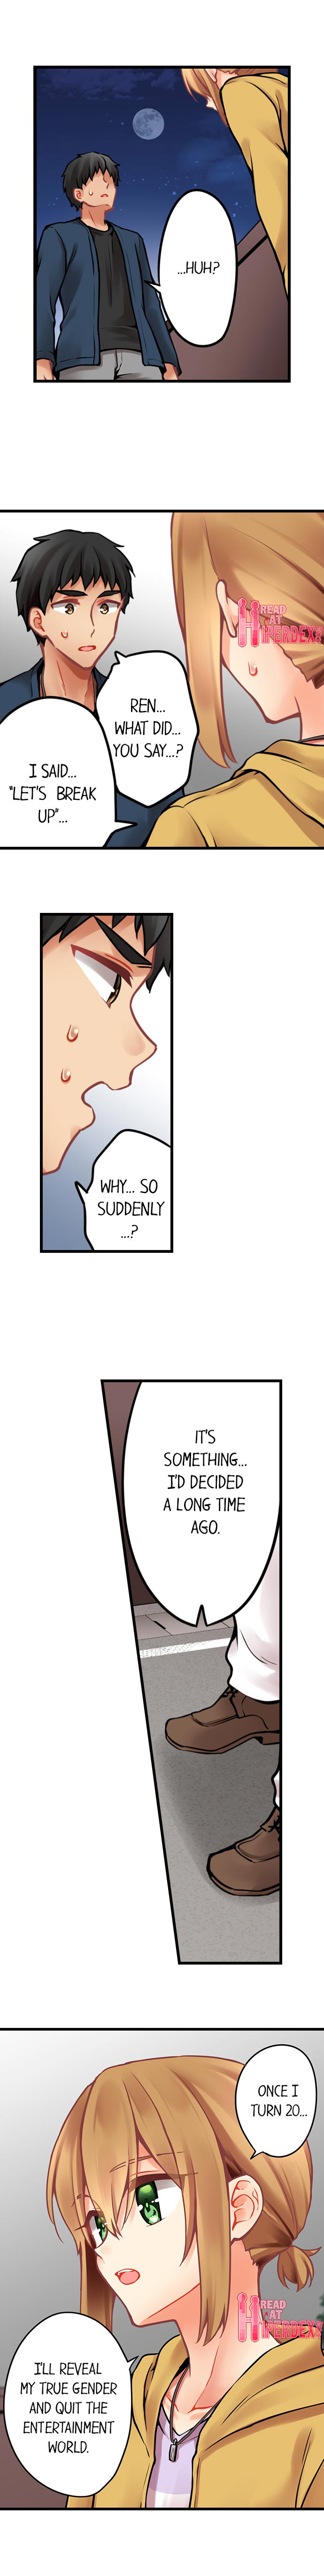 ...HUH?
READ
AT
HIPERDEX
REN...
WHAT DID...
YOU SAY...?
I SAID...
"LET'S BREAK
UP"...
WHY... SO
SUDDENLY
...?
IT'S
SOMETHING...
I'D DECIDED
A LONG TIME
AGO.
ONCE I
TURN 20...
READ
AT
HIPERDEX
I'LL REVEAL
MY TRUE GENDER
AND QUIT THE
ENTERTAINMENT
WORLD.